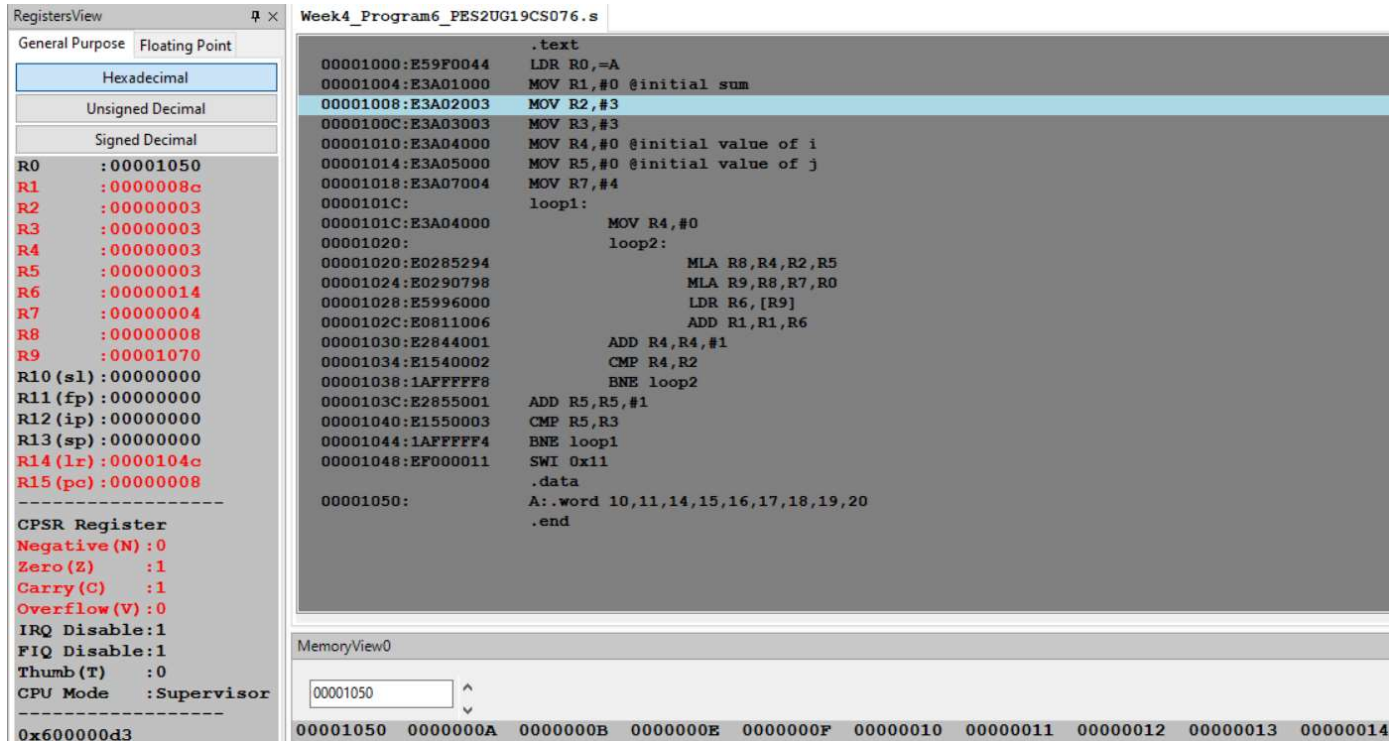 RegistersView
General Purpose Floating Point
Hexadecimal
Unsigned Decimal
Signed Decimal
R0 :00001050
R1 :0000008c
R2 :00000003
R3 :00000003
R4 :00000003
R5 :00000003
R6 :00000014
R7 :00000004
R8 :00000008
R9 :00001070
R10(sl):00000000
R11(fp):00000000
R12(ip):00000000
R13(sp):00000000
R14(lr):0000104c
R15(pc):00000008
--------------------
CPSR Register
Negative(N):0
Zero(Z) :1
Carry(C) :1
Overflow(V):0
IRQ Disable:1
FIQ Disable:1
Thumb(T) :0
CPU Mode :Supervisor
--------------------
0x600000d3
Week4_Program6_PES2UG19CS076.s
.text
00001000:E59F0044 LDR R0,=A
00001004:E3A01000 MOV R1,#0 @initial sum
00001008:E3A02003 MOV R2,#3
0000100C:E3A03003 MOV R3,#3
00001010:E3A04000 MOV R4,#0 @initial value of i
00001014:E3A05000 MOV R5,#0 @initial value of j
00001018:E3A07004 MOV R7,#4
0000101C: loop1:
0000101C:E3A04000 MOV R4,#0
00001020: loop2:
00001020:E0285294 MLA R8,R4,R2,R5
00001024:E0290798 MLA R9,R8,R7,R0
00001028:E5996000 LDR R6,[R9]
0000102C:E0811006 ADD R1,R1,R6
00001030:E2844001 ADD R4,R4,#1
00001034:E1540002 CMP R4,R2
00001038:1AFFFFF8 BNE loop2
0000103C:E2855001 ADD R5,R5,#1
00001040:E1550003 CMP R5,R3
00001044:1AFFFFF4 BNE loop1
00001048:EF000011 SWI 0x11
.data
00001050: A:.word 10,11,14,15,16,17,18,19,20
.end
MemoryView0
00001050
00001050 0000000A 0000000B 0000000E 0000000F 00000010 00000011 00000012 00000013 00000014